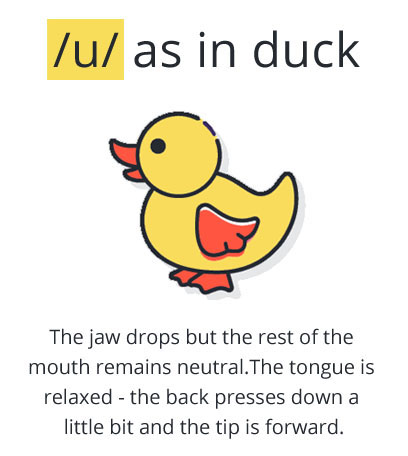 /u/ as in duck
The jaw drops but the rest of the
mouth remains neutral.The tongue is
relaxed - the back presses down a
little bit and the tip is forward.